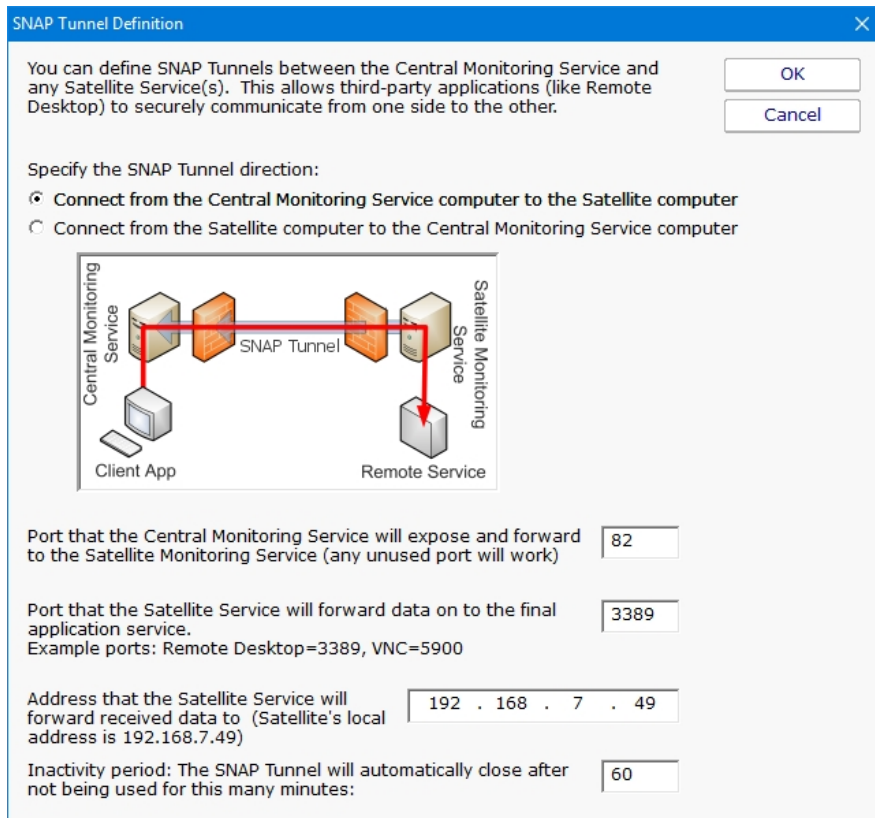 SNAP Tunnel Definition
You can define SNAP Tunnels between the Central Monitoring Service and
any Satellite Service(s).  This allows third-party applications (like Remote
Desktop) to securely communicate from one side to the other.
OK
Cancel
Specify the SNAP Tunnel direction:
Connect from the Central Monitoring Service computer to the Satellite computer
Connect from the Satellite computer to the Central Monitoring Service computer
Central Monitoring
Service
SNAP Tunnel
Satellite Monitoring
Service
Client App
Remote Service
Port that the Central Monitoring Service will expose and forward
to the Satellite Monitoring Service (any unused port will work)
82
Port that the Satellite Service will forward data on to the final
application service.
Example ports: Remote Desktop=3389, VNC=5900
3389
Address that the Satellite Service will
forward received data to  (Satellite's local
address is 192.168.7.49)
192 . 168 . 7 . 49
Inactivity period: The SNAP Tunnel will automatically close after
not being used for this many minutes:
60